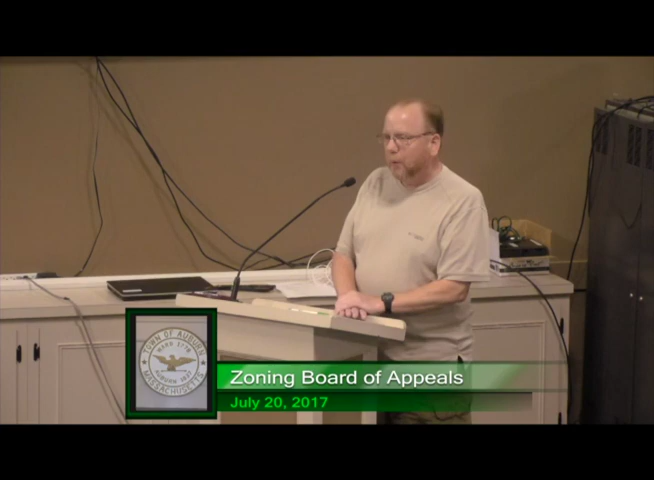 TOWN OF AUBURN
MASSACHUSETTS
Zoning Board of Appeals
July 20, 2017